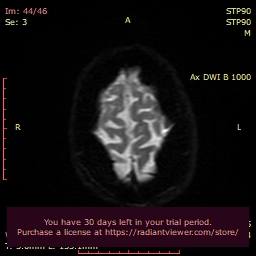 Im: 44/46
Se: 3
A
STP90
STP90
M
Ax DWI B 1000
R
L
You have 30 days left in your trial period.
Purchase a license at https://radiantviewer.com/store/